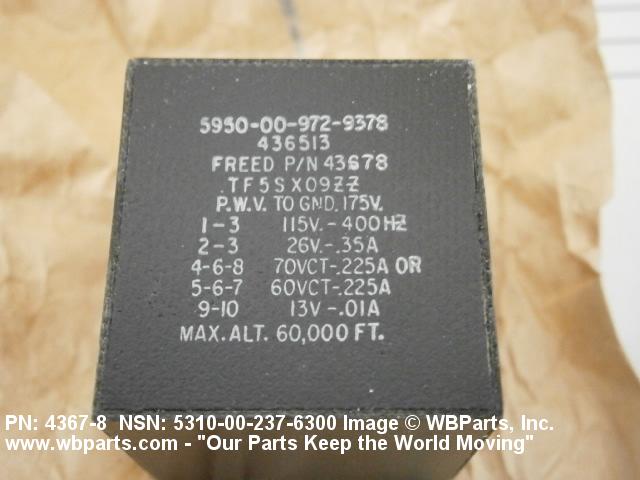 5950-00-972-9378
436513
FREED P/N 43678
TF5SX09ZZ
P.W.V. TO GND. 175V.
1-3 115V.-400HZ
2-3 26V.-.35A
4-6-8 70VCT-.225A OR
5-6-7 60VCT-.225A
9-10 13V-.01A
MAX. ALT. 60,000 FT.
PN: 4367-8 NSN: 5310-00-237-6300 Image © WBParts, Inc.
www.wbparts.com - "Our Parts Keep the World Moving"